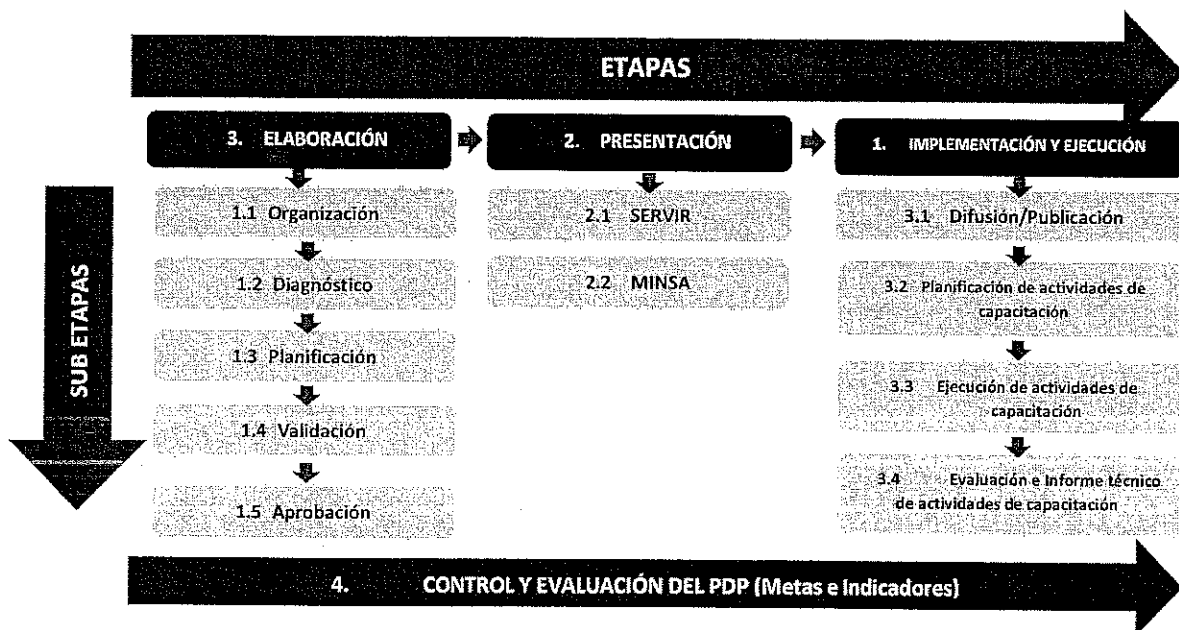 ETAPAS
3. ELABORACIÓN
2. PRESENTACIÓN
1. IMPLEMENTACIÓN Y EJECUCIÓN
SUB ETAPAS
1.1 Organización
1.2 Diagnóstico
1.3 Planificación
1.4 Validación
1.5 Aprobación
2.1 SERVIR
2.2 MINSA
3.1 Difusión/Publicación
3.2 Planificación de actividades de
capacitación
3.3 Ejecución de actividades de
capacitación
3.4 Evaluación e Informe técnico
de actividades de capacitación
4. CONTROL Y EVALUACIÓN DEL PDP (Metas e Indicadores)